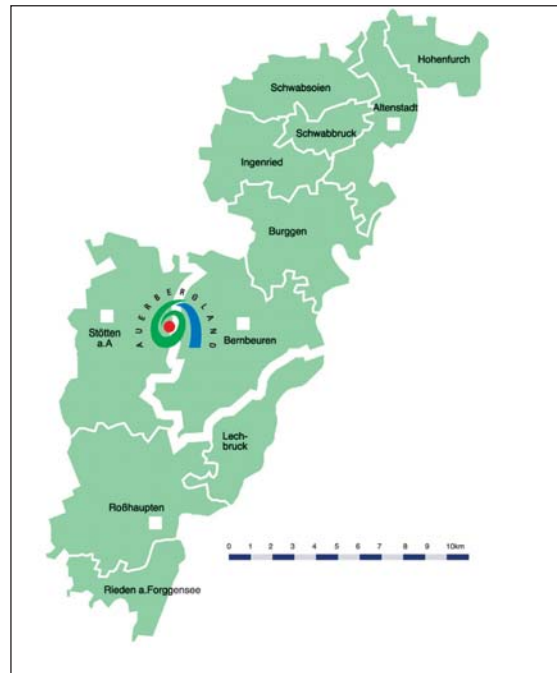 Hohenfurch
Schwabsoien
Altenstadt
Schwabbruck
Ingenried
Burggen
AUERBERGLAND
Stötten
a.A
Bernbeuren
Lech-
bruck
Roßhaupten
0 1 2 3 4 5 6 7 8 9 10km
Rieden a.Forggensee